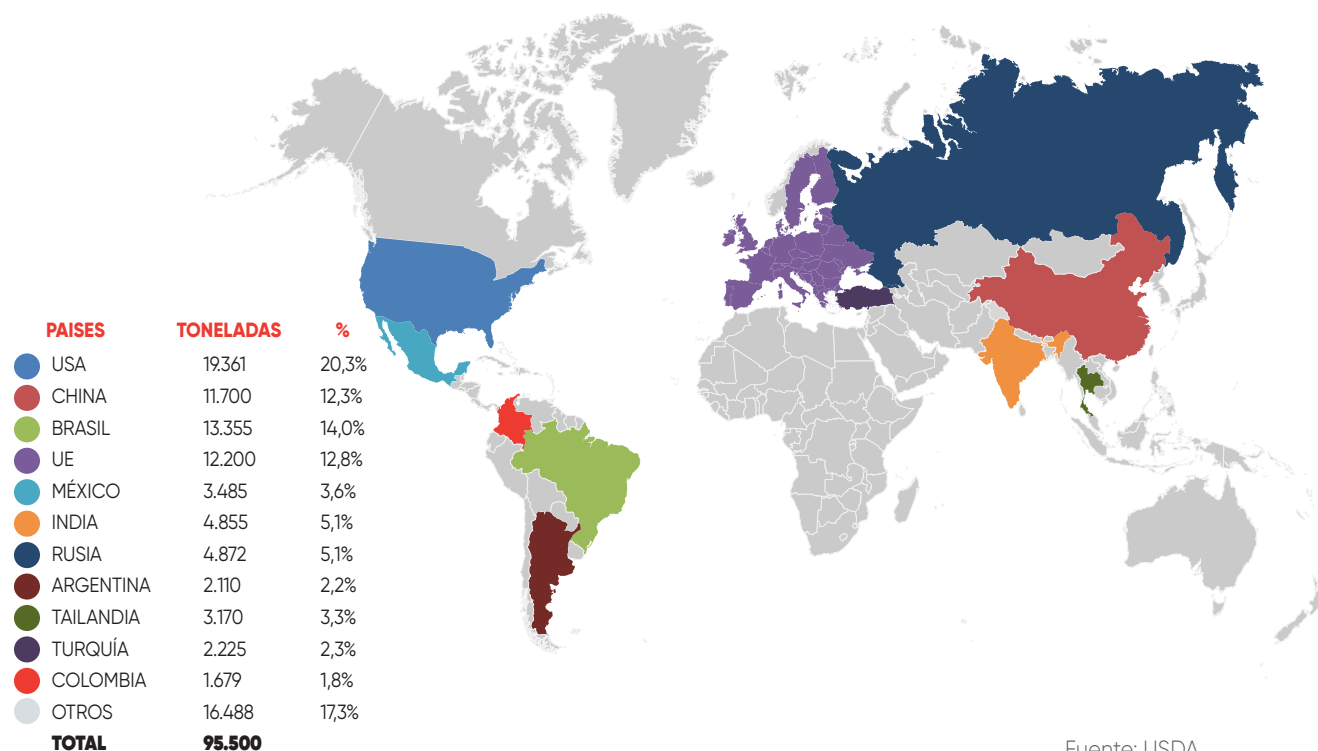 PAISES TONELADAS %
USA 19.361 20,3%
CHINA 11.700 12,3%
BRASIL 13.355 14,0%
UE 12.200 12,8%
MÉXICO 3.485 3,6%
INDIA 4.855 5,1%
RUSIA 4.872 5,1%
ARGENTINA 2.110 2,2%
TAILANDIA 3.170 3,3%
TURQUÍA 2.225 2,3%
COLOMBIA 1.679 1,8%
OTROS 16.488 17,3%
TOTAL 95.500
Fuente: USDA